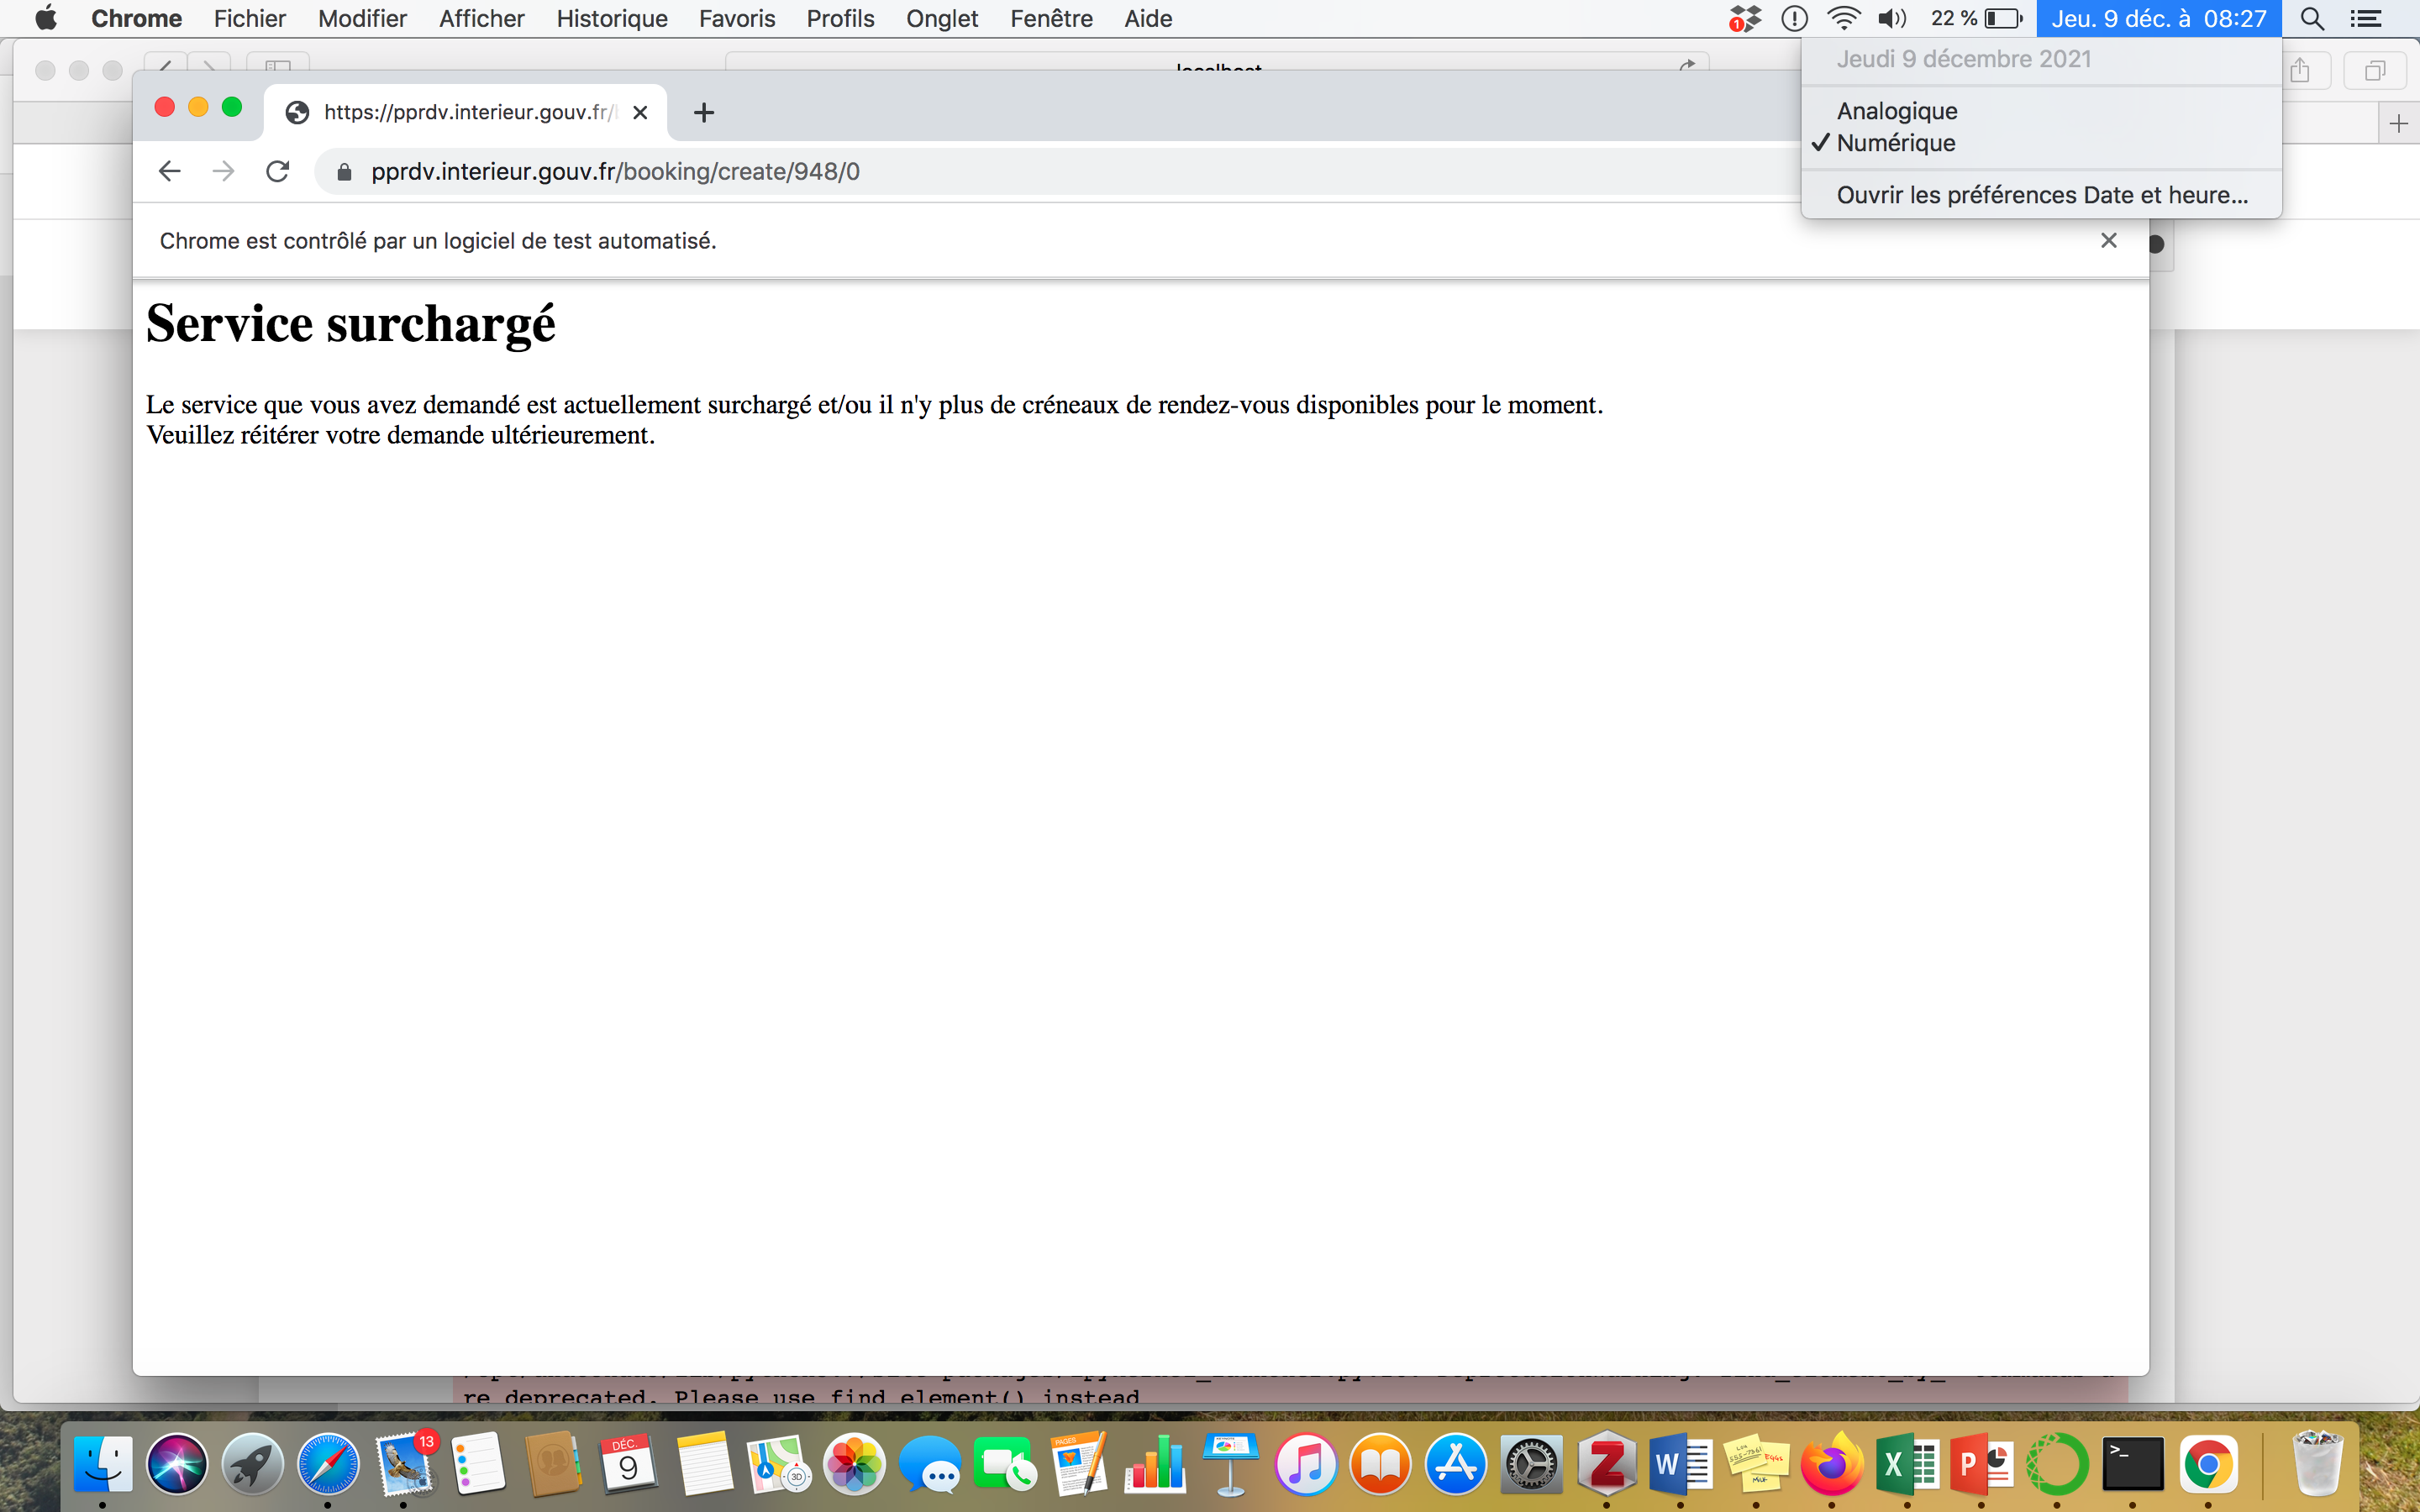 Chrome Fichier Modifier Afficher Historique Favoris Profils Onglet Fenêtre Aide 1 22 % Jeu. 9 déc. à 08:27
Jeudi 9 décembre 2021
Analogique
✓ Numérique
Ouvrir les préférences Date et heure...
localhost
https://pprdv.interieur.gouv.fr/
pprdv.interieur.gouv.fr/booking/create/948/0
Chrome est contrôlé par un logiciel de test automatisé.
Service surchargé
Le service que vous avez demandé est actuellement surchargé et/ou il n'y plus de créneaux de rendez-vous disponibles pour le moment.
Veuillez réitérer votre demande ultérieurement.
re deprecated. Please use find_element() instead
13
DÉC.
9
3D
PAGES
Z
W
X
P
>_